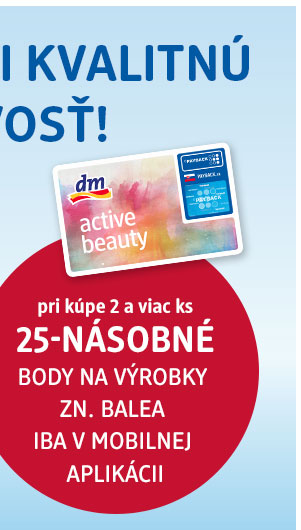 I KVALITNÚ
VOSŤ!
dm
active
beauty
PAYBACK
PAYBACK
pri kúpe 2 a viac ks
25-NÁSOBNÉ
BODY NA VÝROBKY
ZN. BALEA
IBA V MOBILNEJ
APLIKÁCII